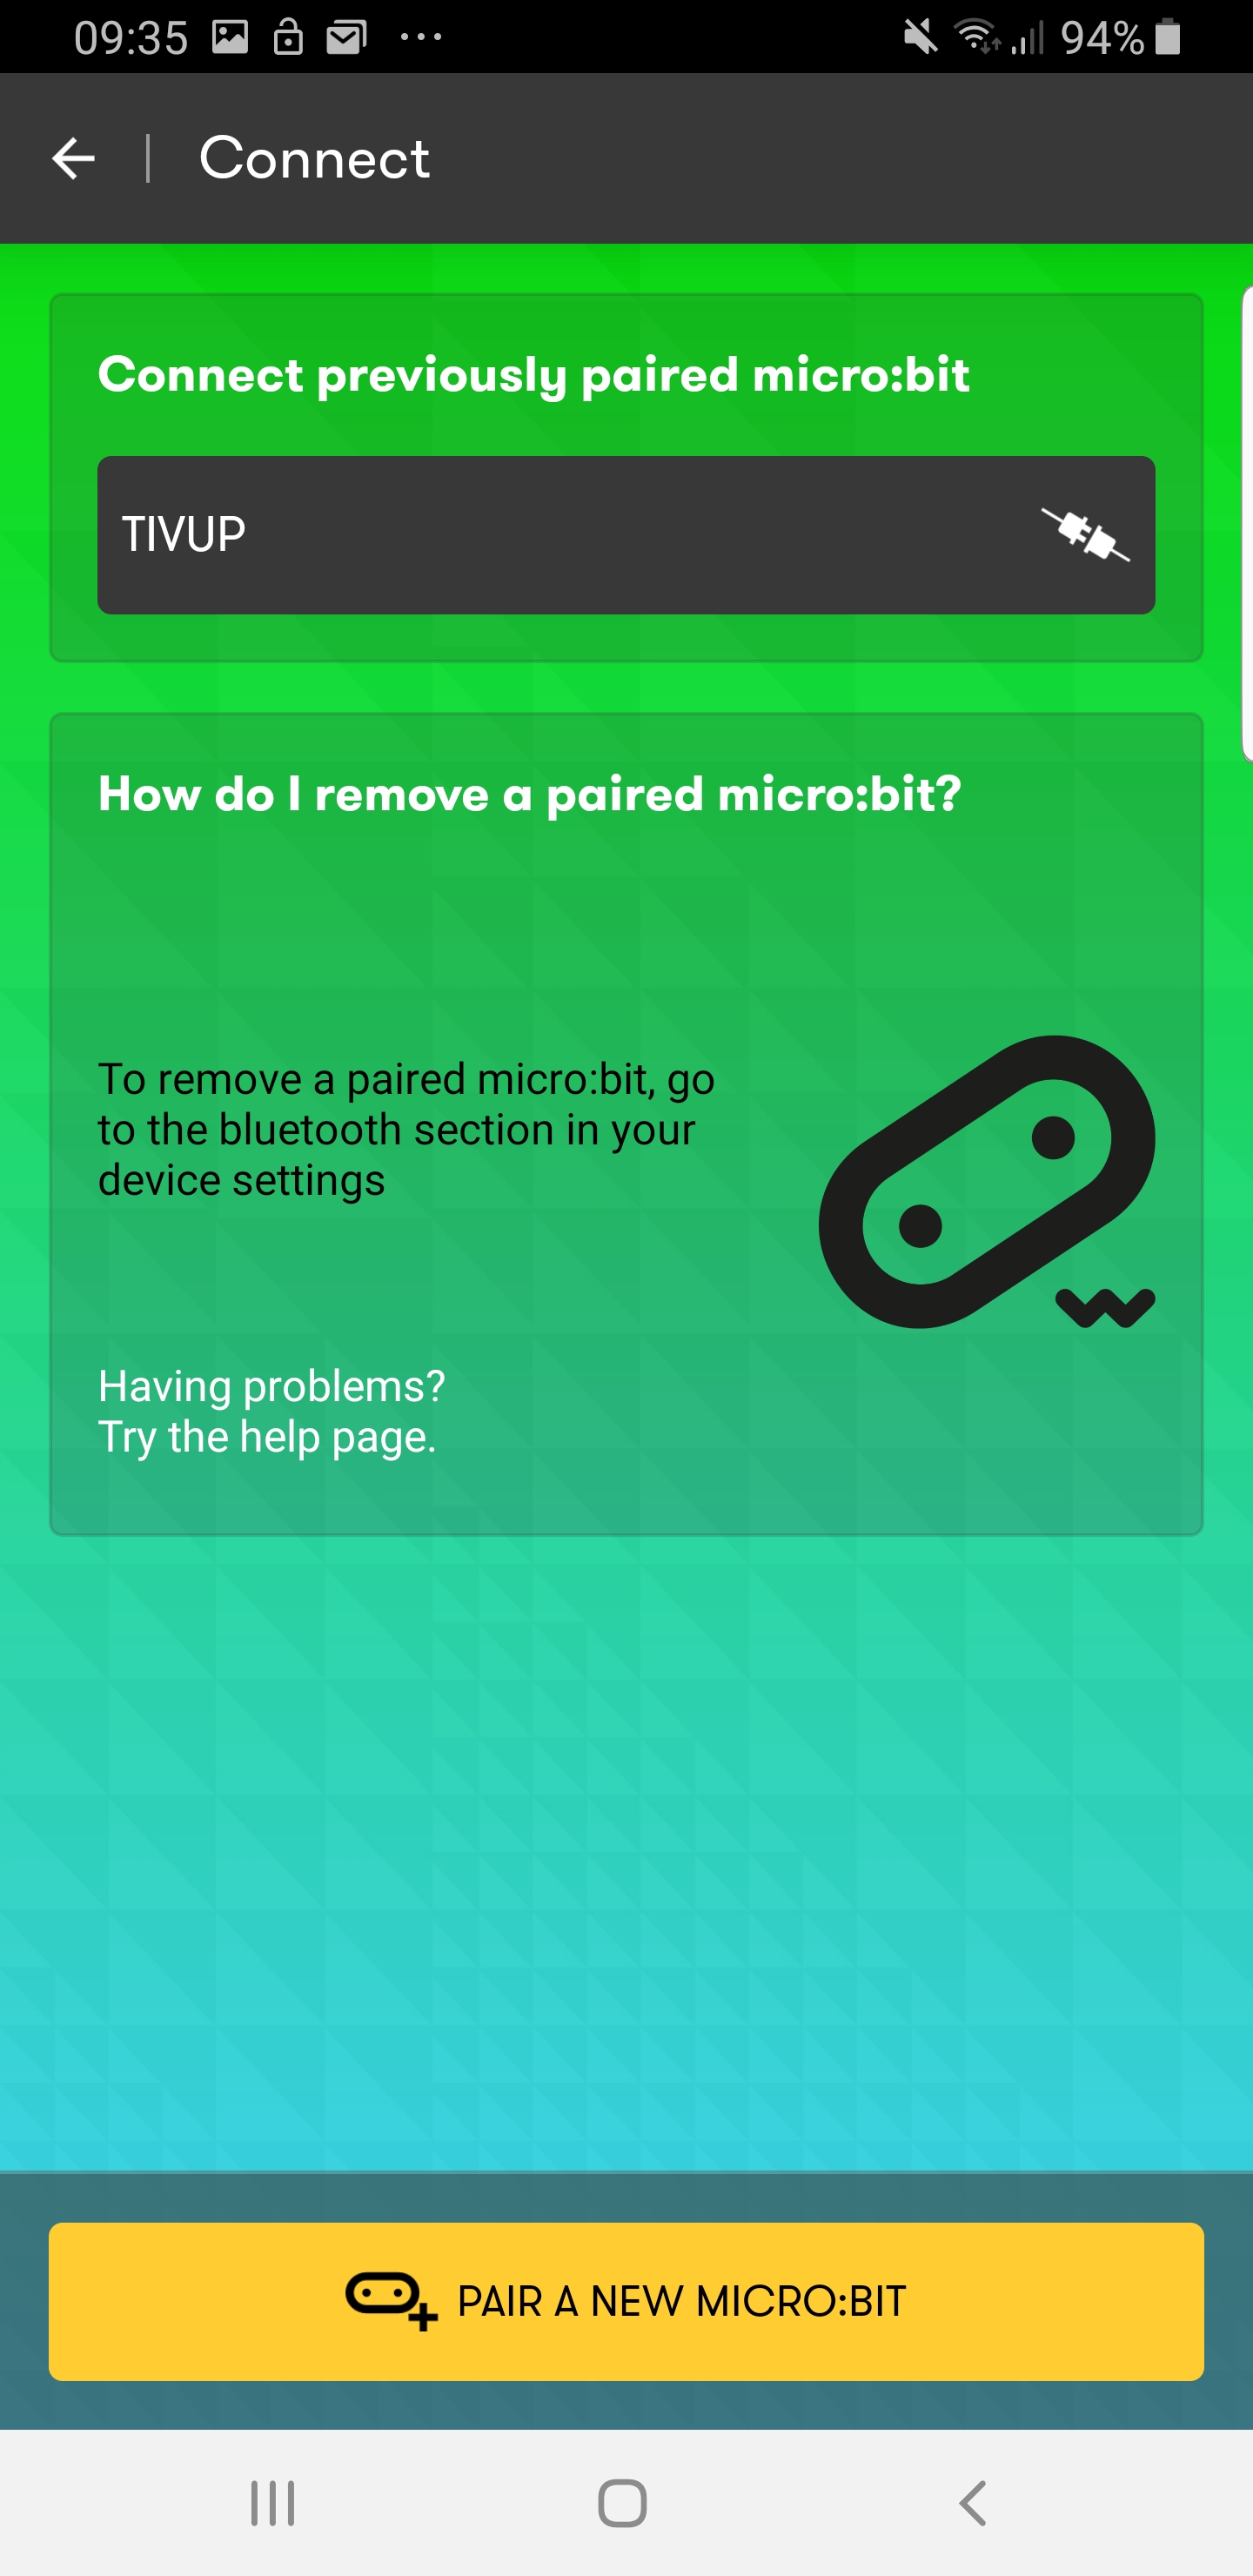 09:35
94%
Connect
Connect previously paired micro:bit
TIVUP
How do I remove a paired micro:bit?
To remove a paired micro:bit, go
to the bluetooth section in your
device settings
Having problems?
Try the help page.
PAIR A NEW MICRO:BIT